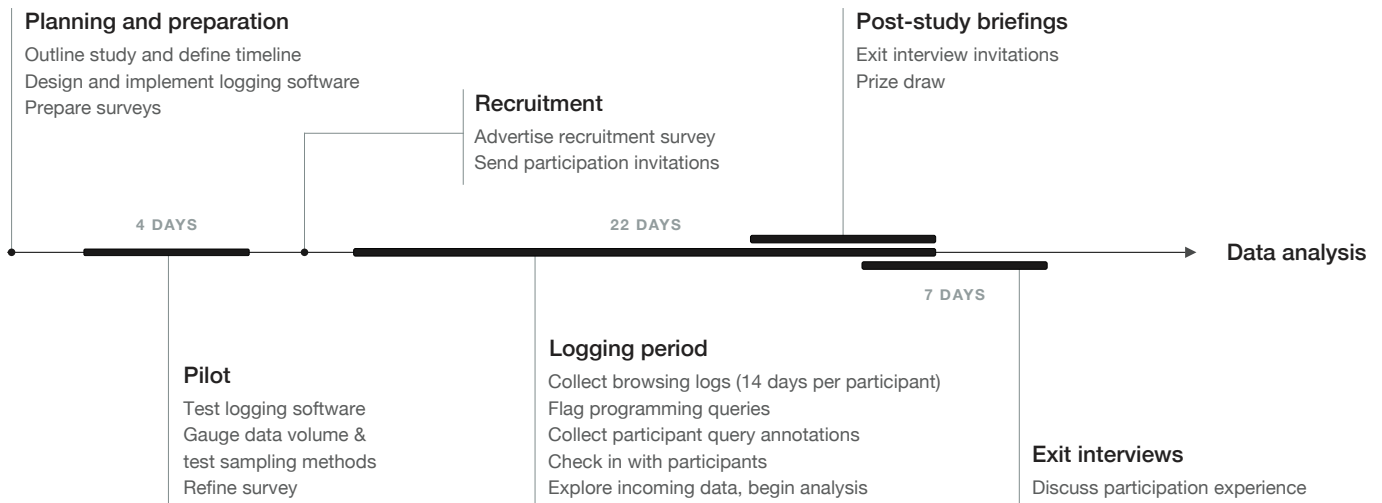 Planning and preparation
Outline study and define timeline
Design and implement logging software
Prepare surveys
Recruitment
Advertise recruitment survey
Send participation invitations
Post-study briefings
Exit interview invitations
Prize draw
4 DAYS
22 DAYS
Data analysis
7 DAYS
Pilot
Test logging software
Gauge data volume &
test sampling methods
Refine survey
Logging period
Collect browsing logs (14 days per participant)
Flag programming queries
Collect participant query annotations
Check in with participants
Explore incoming data, begin analysis
Exit interviews
Discuss participation experience